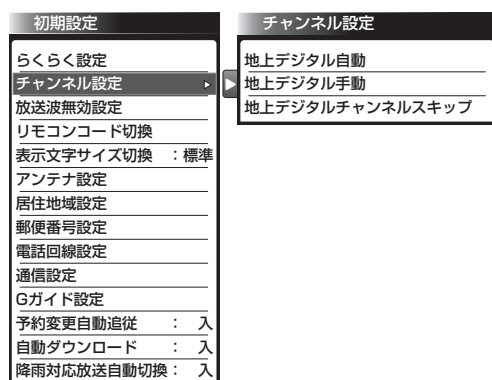 初期設定
らくらく設定
チャンネル設定
放送波無効設定
リモコンコード切換
表示文字サイズ切換 ：標準
アンテナ設定
居住地域設定
郵便番号設定
電話回線設定
通信設定
Gガイド設定
予約変更自動追従 ： 入
自動ダウンロード ： 入
降雨対応放送自動切換： 入
チャンネル設定
地上デジタル自動
地上デジタル手動
地上デジタルチャンネルスキップ